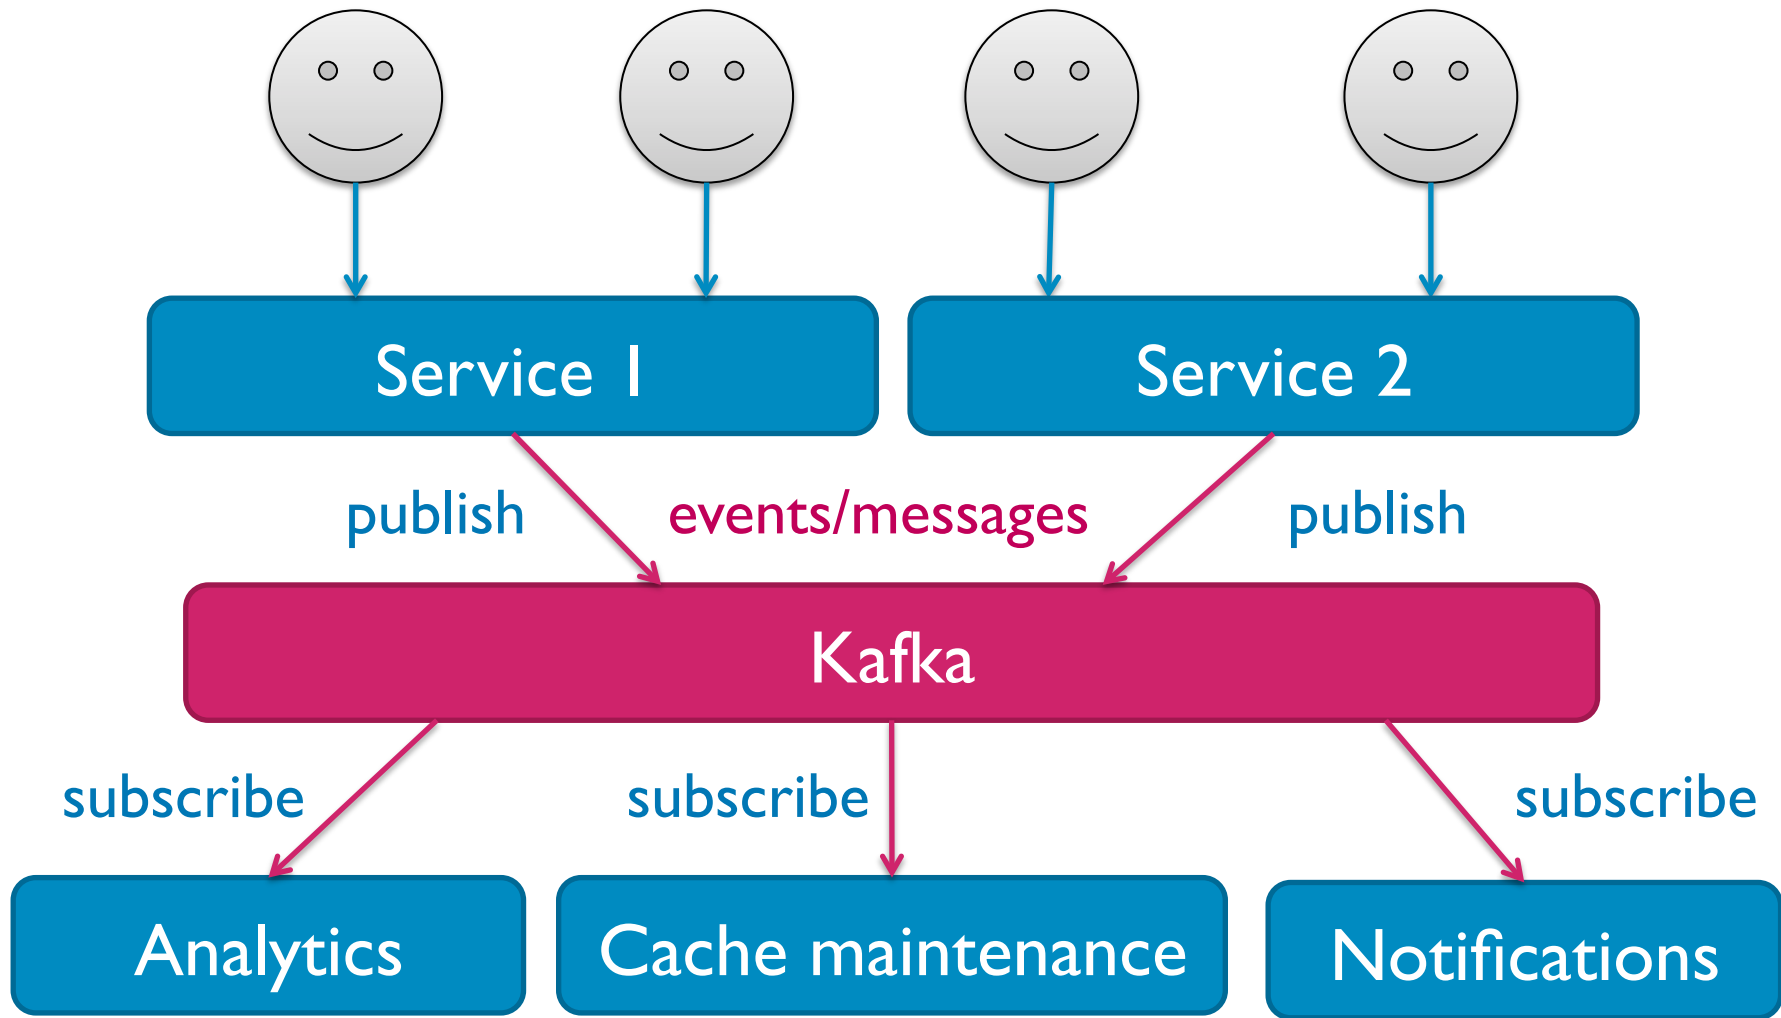 Service 1
Service 2
publish
events/messages
publish
Kafka
subscribe
subscribe
subscribe
Analytics
Cache maintenance
Notifications